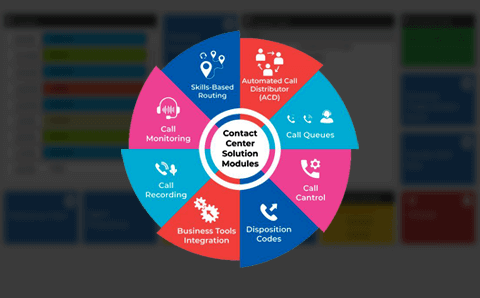 Contact
Center
Solution
Modules
Automated Call
Distributor
(ACD)
Call Queues
Call
Cantrol
Disposition
Codes
Business Tools
Integration
Call
Recording
Call
Monitoring
Skills-Based
Routing